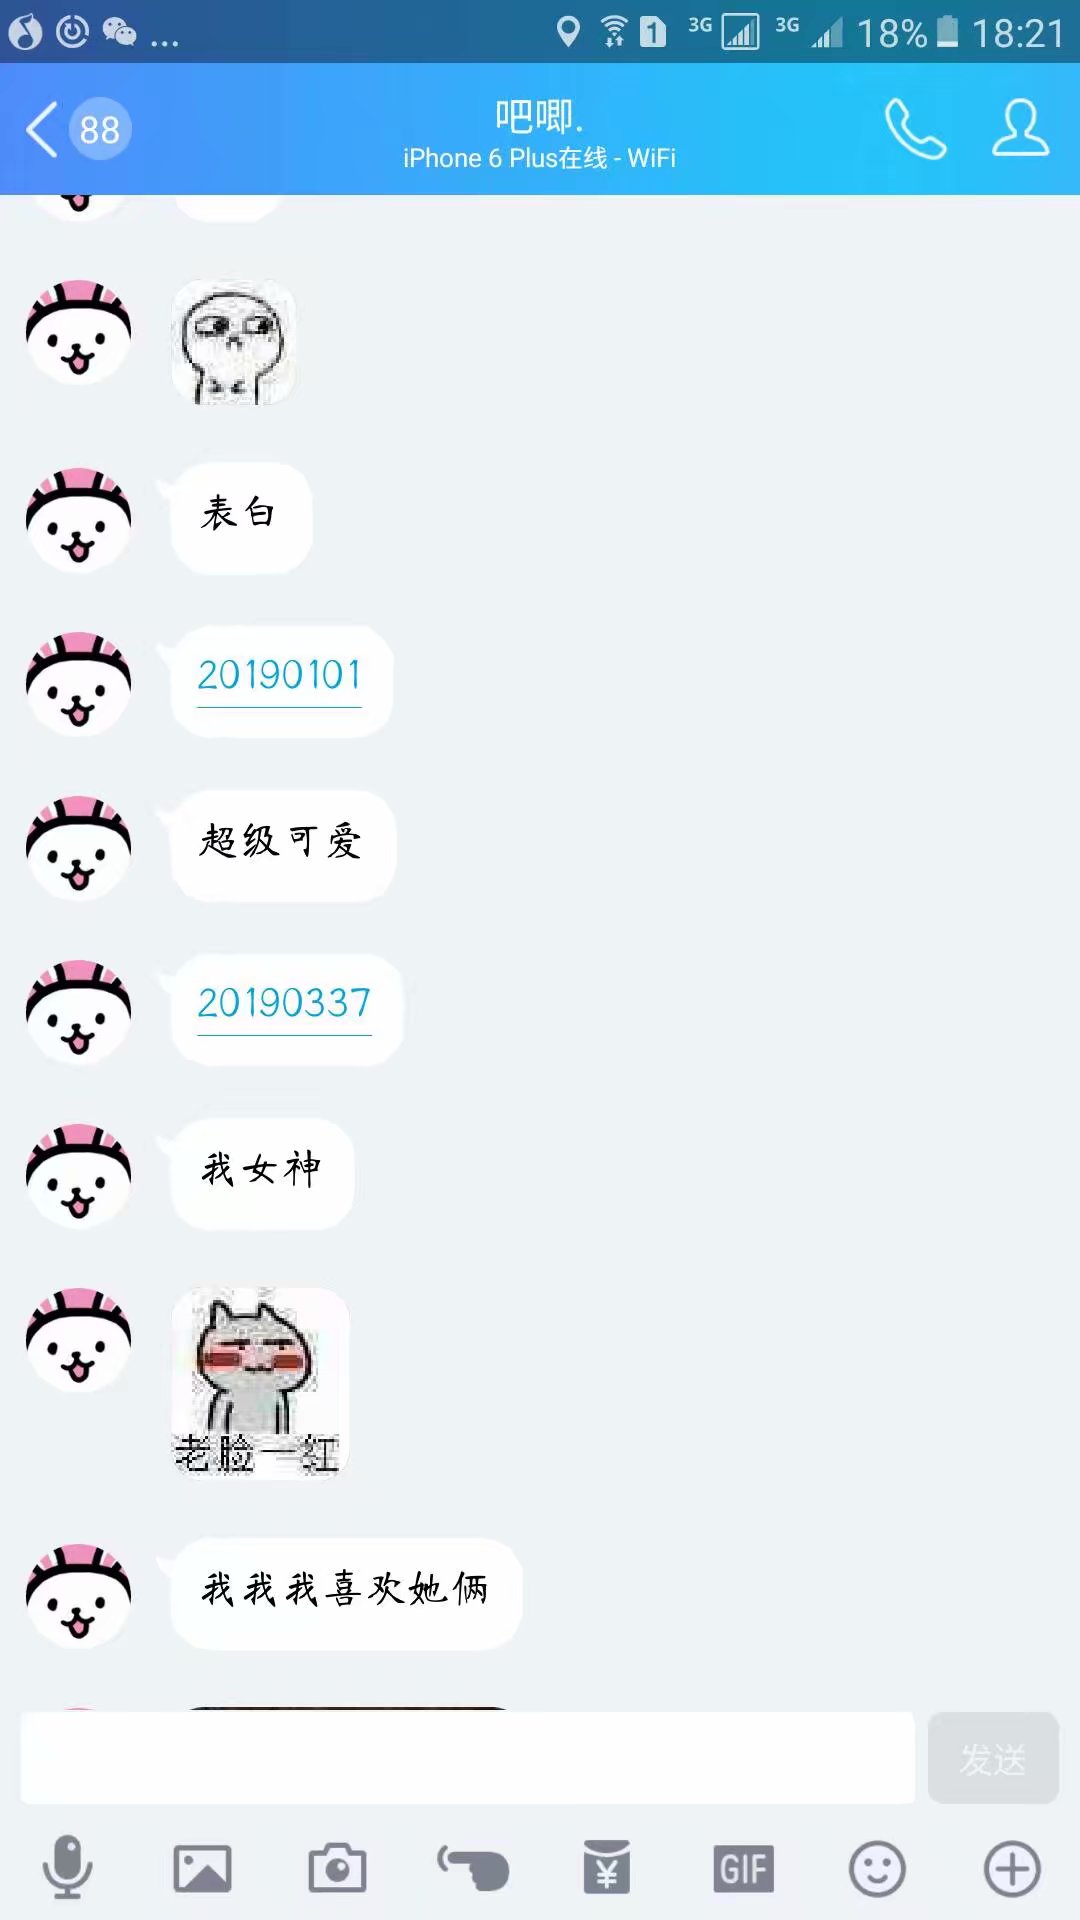 ... 1 3G 3G 18% 18:21
88
吧唧.
iPhone 6 Plus在线 - WiFi
表白
20190101
超级可爱
20190337
我女神
老脸一红
我我我喜欢她俩
发送
GIF